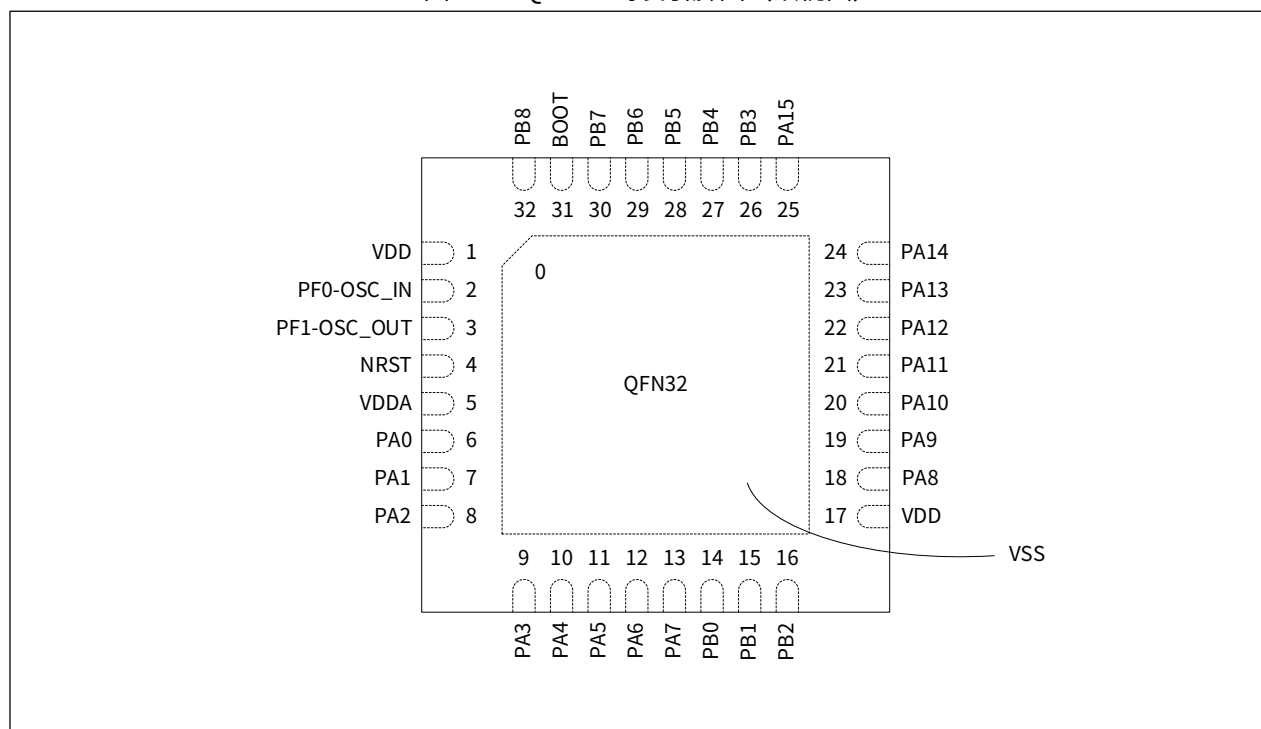 PB8 BOOT PB7 PB6 PB5 PB4 PB3 PA15
32 31 30 29 28 27 26 25
VDD 1 0 24 PA14
PF0-OSC_IN 2 23 PA13
PF1-OSC_OUT 3 22 PA12
NRST 4 21 PA11
QFN32
VDDA 5 20 PA10
PA0 6 19 PA9
PA1 7 18 PA8
PA2 8 17 VDD
VSS
9 10 11 12 13 14 15 16
PA3 PA4 PA5 PA6 PA7 PB0 PB1 PB2